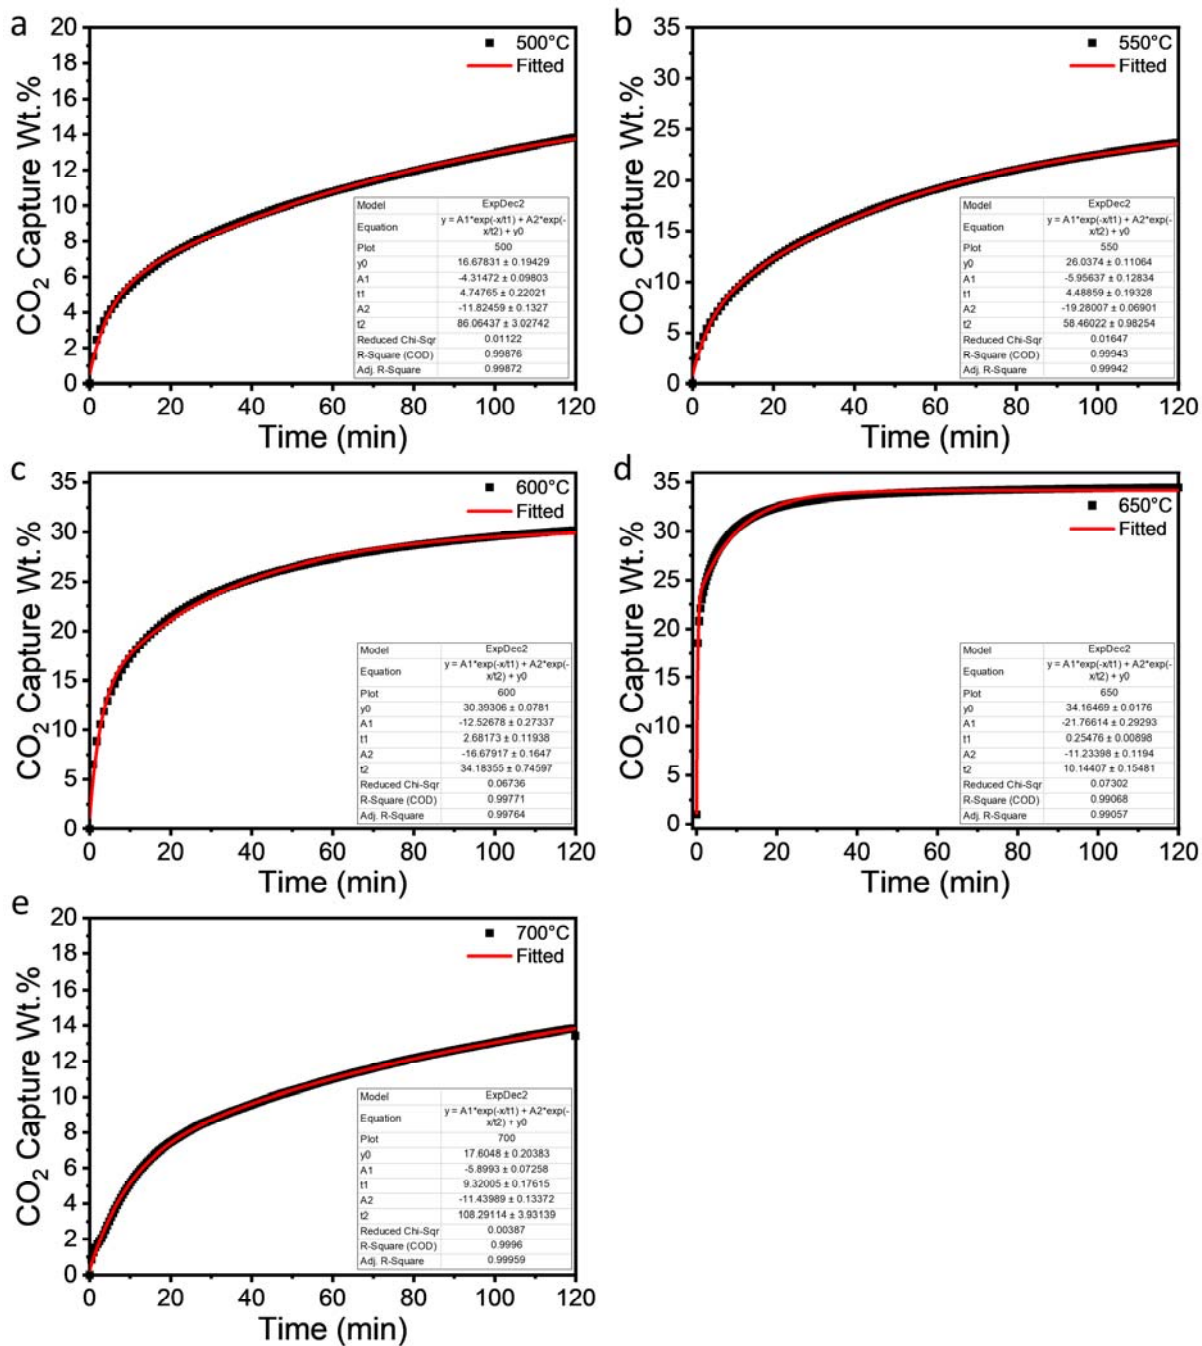 a
20
18
16
14
12
10
8
6
4
2
0
CO2 Capture Wt.%
500°C
Fitted
Model ExpDec2
Equation y = A1*exp(-x/t1) + A2*exp(-
x/t2) + y0
Plot 500
y0 16.67831 ± 0.19429
A1 -4.31472 ± 0.09803
t1 4.74765 ± 0.22021
A2 -11.82459 ± 0.1327
t2 86.06437 ± 3.02742
Reduced Chi-Sqr 0.01122
R-Square (COD) 0.99876
Adj. R-Square 0.99872
0 20 40 60 80 100 120
Time (min)
b
35
30
25
20
15
10
5
0
CO2 Capture Wt.%
550°C
Fitted
Model ExpDec2
Equation y = A1*exp(-x/t1) + A2*exp(-
x/t2) + y0
Plot 550
y0 26.0374 ± 0.11064
A1 -5.95637 ± 0.12834
t1 4.48859 ± 0.19328
A2 -19.28007 ± 0.06901
t2 58.46022 ± 0.98254
Reduced Chi-Sqr 0.01647
R-Square (COD) 0.99943
Adj. R-Square 0.99942
0 20 40 60 80 100 120
Time (min)
c
35
30
25
20
15
10
5
0
CO2 Capture Wt.%
600°C
Fitted
Model ExpDec2
Equation y = A1*exp(-x/t1) + A2*exp(-
x/t2) + y0
Plot 600
y0 30.39306 ± 0.0781
A1 -12.52678 ± 0.27337
t1 2.68173 ± 0.11938
A2 -16.67917 ± 0.1647
t2 34.18355 ± 0.74597
Reduced Chi-Sqr 0.06736
R-Square (COD) 0.99771
Adj. R-Square 0.99764
0 20 40 60 80 100 120
Time (min)
d
35
30
25
20
15
10
5
0
CO2 Capture Wt.%
650°C
Fitted
Model ExpDec2
Equation y = A1*exp(-x/t1) + A2*exp(-
x/t2) + y0
Plot 650
y0 34.16469 ± 0.0176
A1 -21.76614 ± 0.29293
t1 0.25476 ± 0.00898
A2 -11.23398 ± 0.1194
t2 10.14407 ± 0.15481
Reduced Chi-Sqr 0.07302
R-Square (COD) 0.99068
Adj. R-Square 0.99057
0 20 40 60 80 100 120
Time (min)
e
20
18
16
14
12
10
8
6
4
2
0
CO2 Capture Wt.%
700°C
Fitted
Model ExpDec2
Equation y = A1*exp(-x/t1) + A2*exp(-
x/t2) + y0
Plot 700
y0 17.6048 ± 0.20383
A1 -5.8993 ± 0.07258
t1 9.32005 ± 0.17615
A2 -11.43989 ± 0.13372
t2 108.29114 ± 3.93139
Reduced Chi-Sqr 0.00387
R-Square (COD) 0.9996
Adj. R-Square 0.99959
0 20 40 60 80 100 120
Time (min)